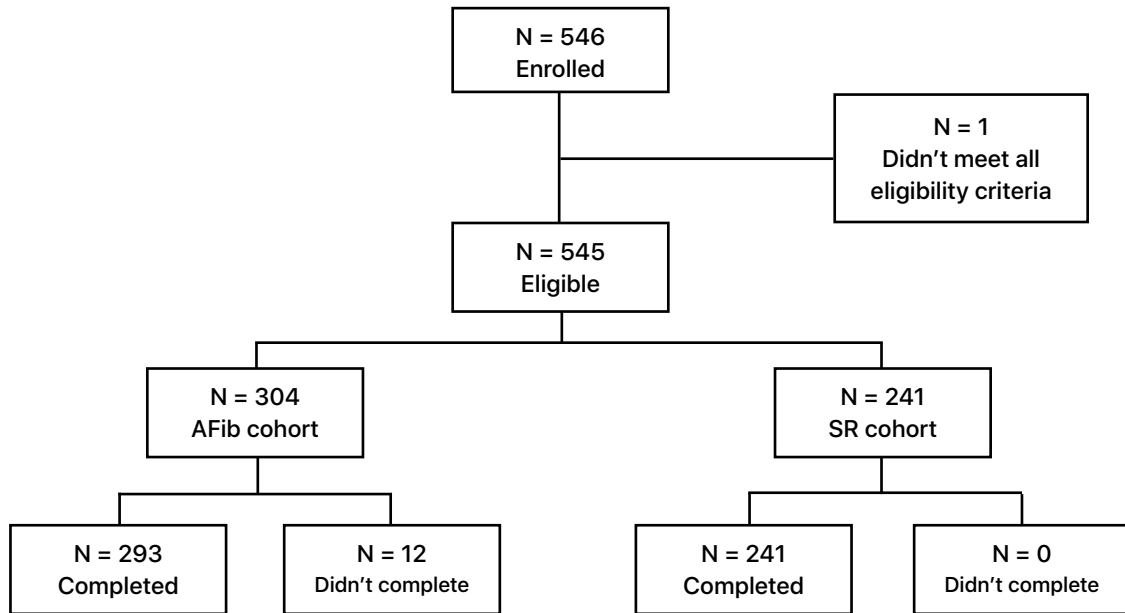 N = 546
Enrolled
N = 1
Didn’t meet all
eligibility criteria
N = 545
Eligible
N = 304
AFib cohort
N = 241
SR cohort
N = 293
Completed
N = 12
Didn’t complete
N = 241
Completed
N = 0
Didn’t complete